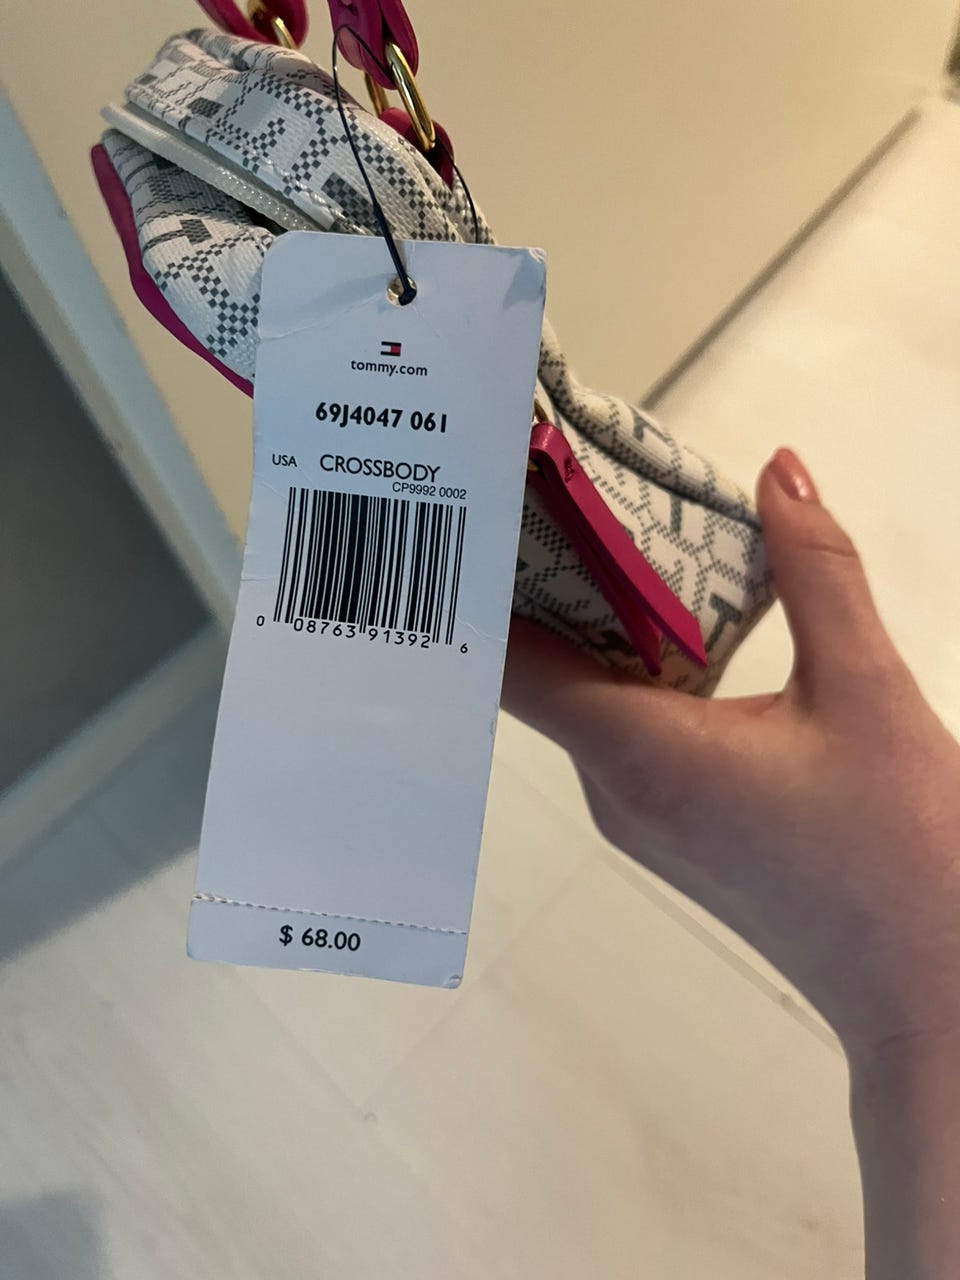 tommy.com
69J4047 061
USA CROSSBODY
CP9992 0002
0 08763 91392 6
$ 68.00